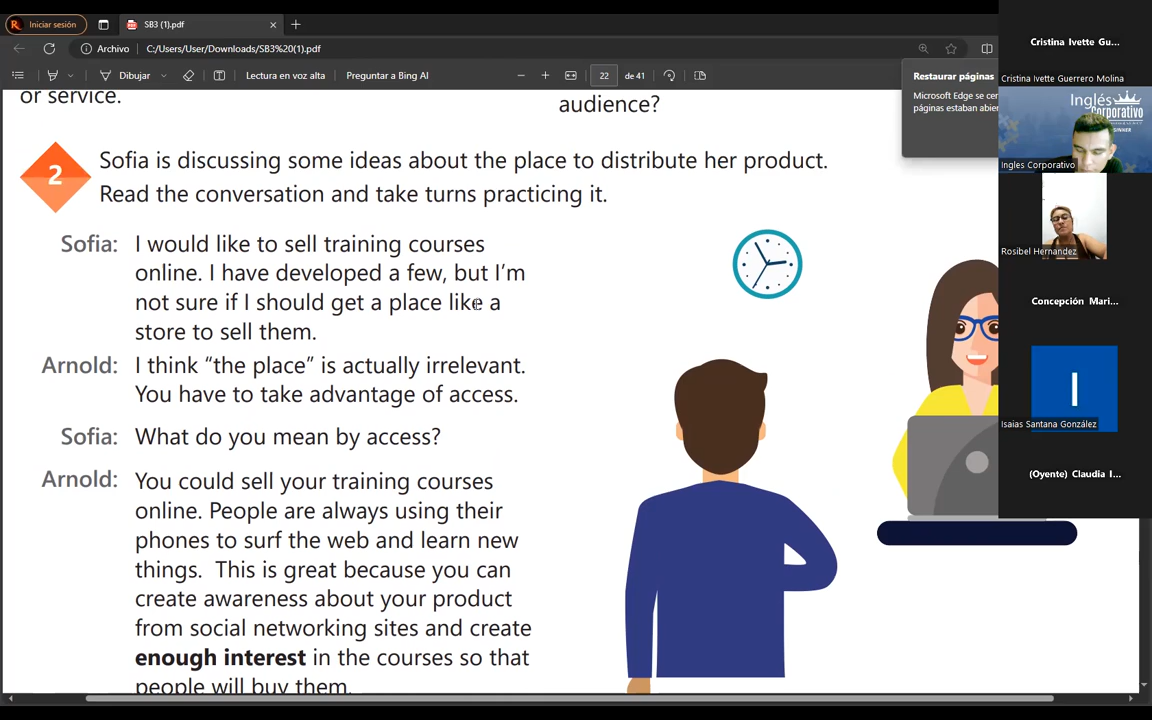 Iniciar sesión
SB3 (1).pdf
Archivo
C:/Users/User/Downloads/SB3%20(1).pdf
Dibujar
Lectura en voz alta
Preguntar a Bing AI
22
de 41
Restaurar páginas
Microsoft Edge se cer
páginas estaban abier
or service.
audience?
2
Sofia is discussing some ideas about the place to distribute her product.
Read the conversation and take turns practicing it.
Sofia: I would like to sell training courses
online. I have developed a few, but I'm
not sure if I should get a place like a
store to sell them.
Arnold: I think “the place” is actually irrelevant.
You have to take advantage of access.
Sofia: What do you mean by access?
Arnold: You could sell your training courses
online. People are always using their
phones to surf the web and learn new
things. This is great because you can
create awareness about your product
from social networking sites and create
enough interest in the courses so that
people will buy them.
Cristina Ivette Gu...
Cristina Ivette Guerrero Molina
Inglés
Corporativo
Ingles Corporativo
Rosibel Hernandez
Concepción Mari...
I
Isaias Santana González
(Oyente) Claudia I...